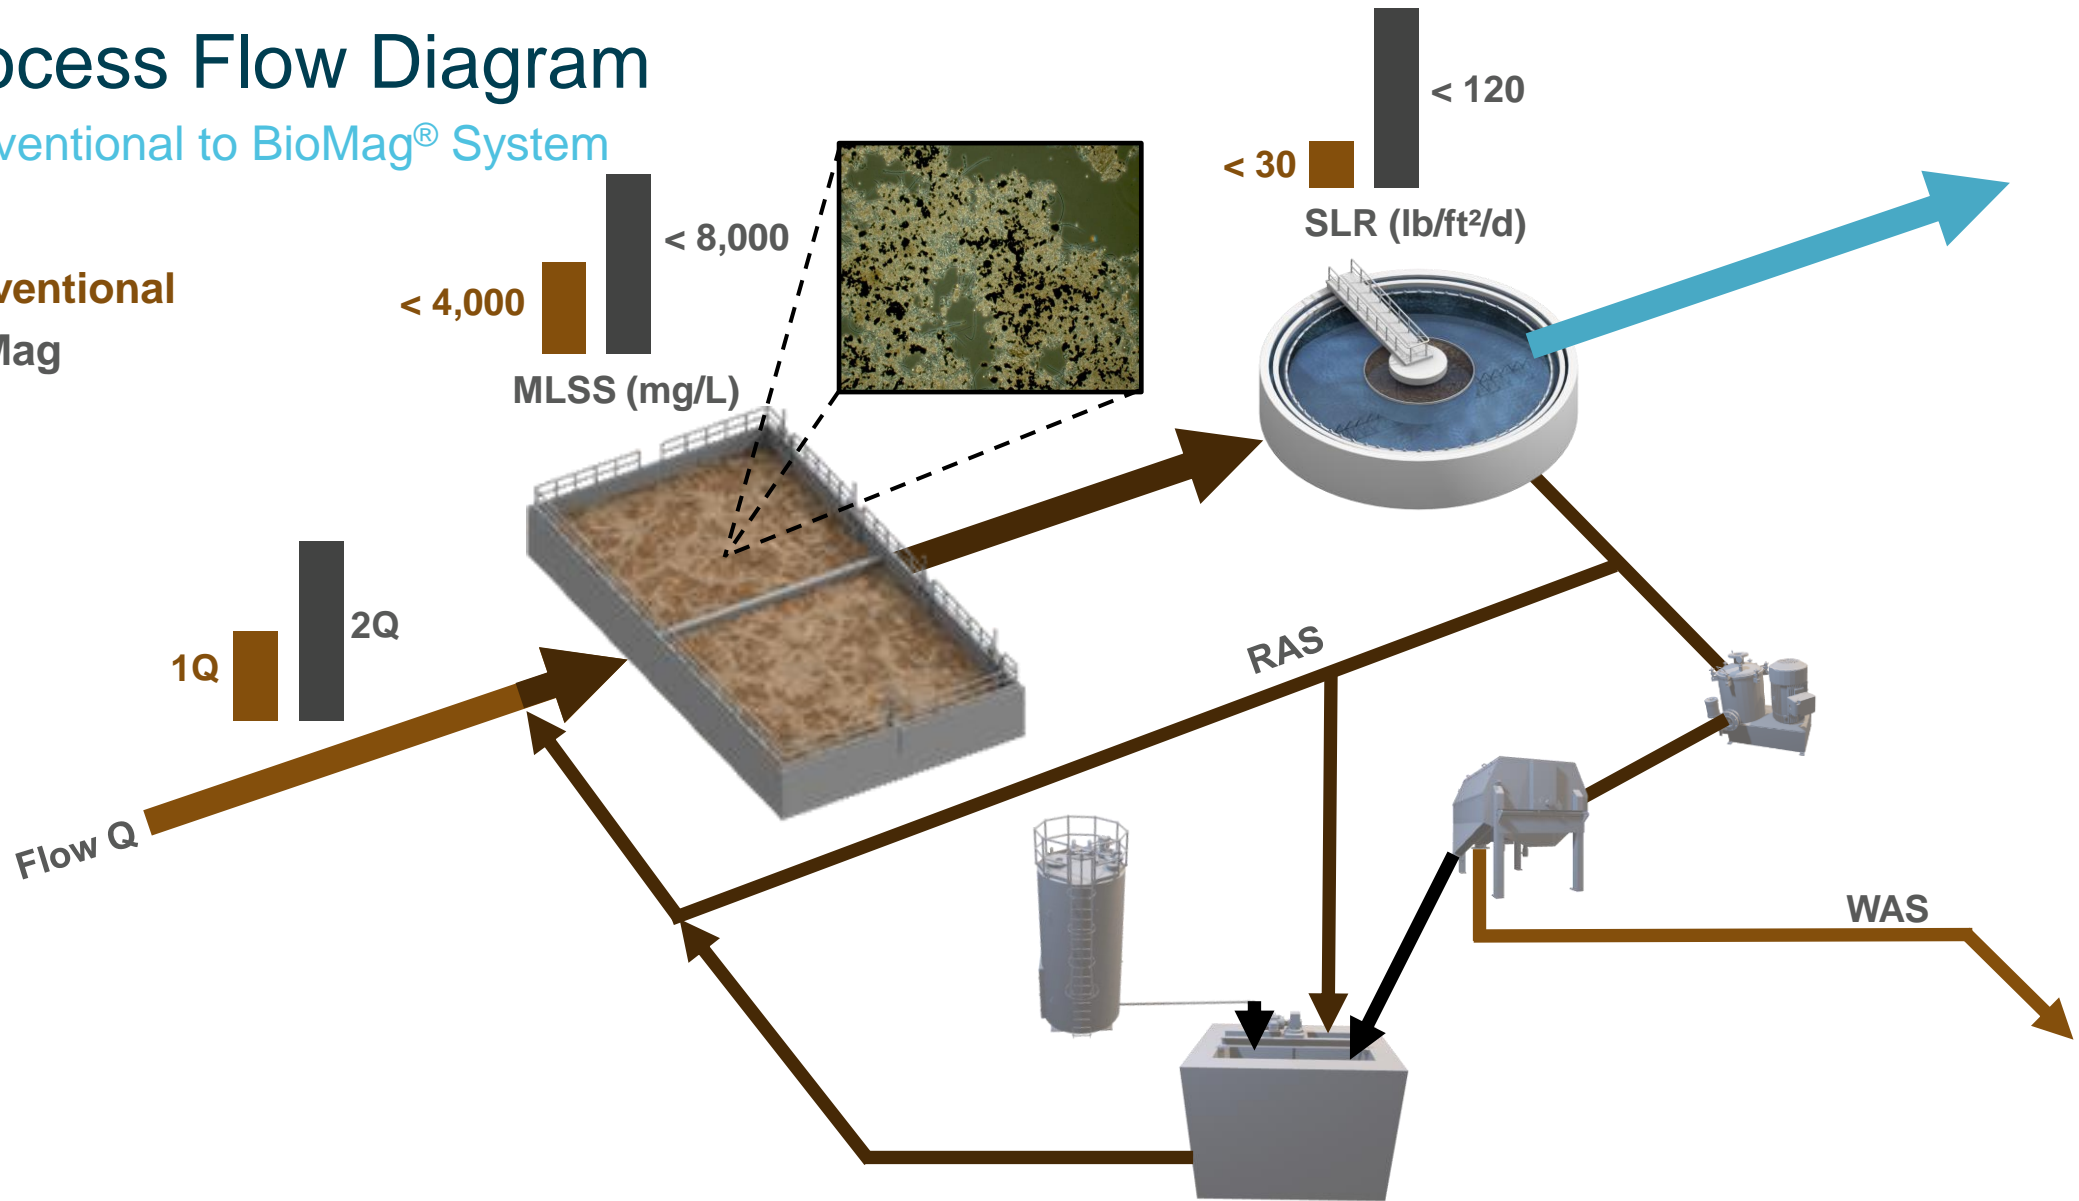 ocess Flow Diagram
ventional to BioMag® System
ventional
Mag
< 4,000
< 8,000
MLSS (mg/L)
< 30
< 120
SLR (lb/ft²/d)
1Q
2Q
Flow Q
RAS
WAS